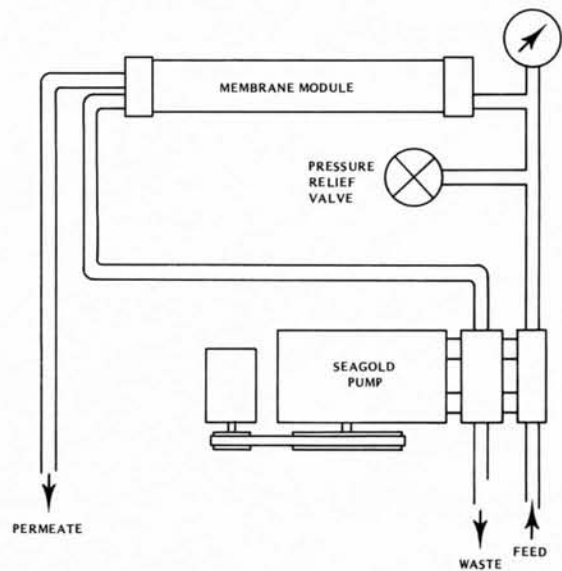 MEMBRANE MODULE
PRESSURE
RELIEF
VALVE
SEAGOLD
PUMP
PERMEATE
WASTE
FEED